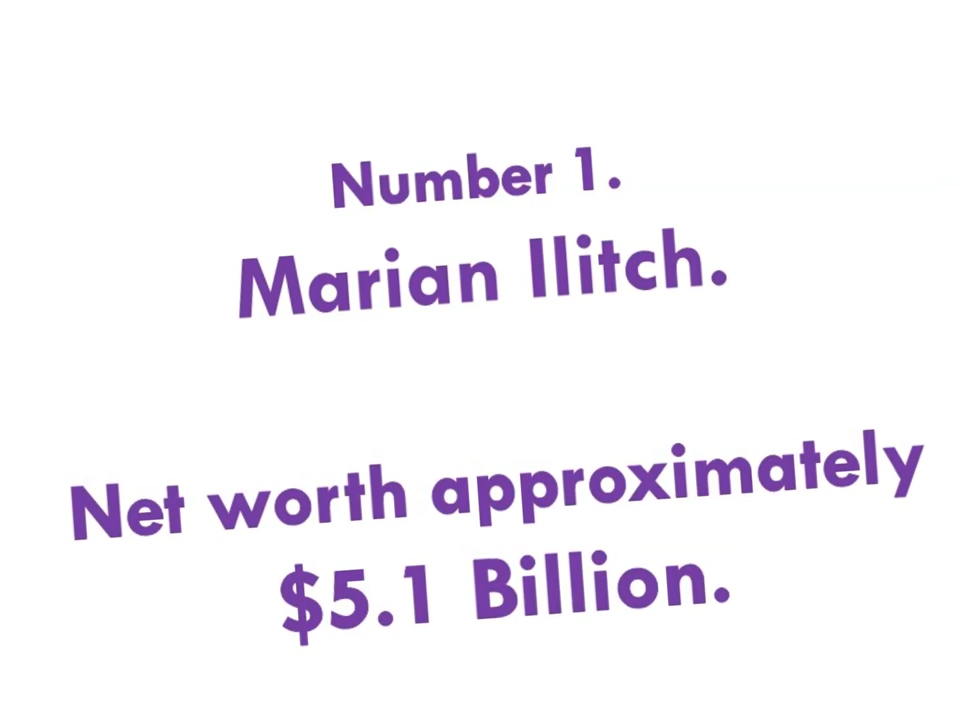 Number 1.
Marian Ilitch.
Net worth approximately
$5.1 Billion.